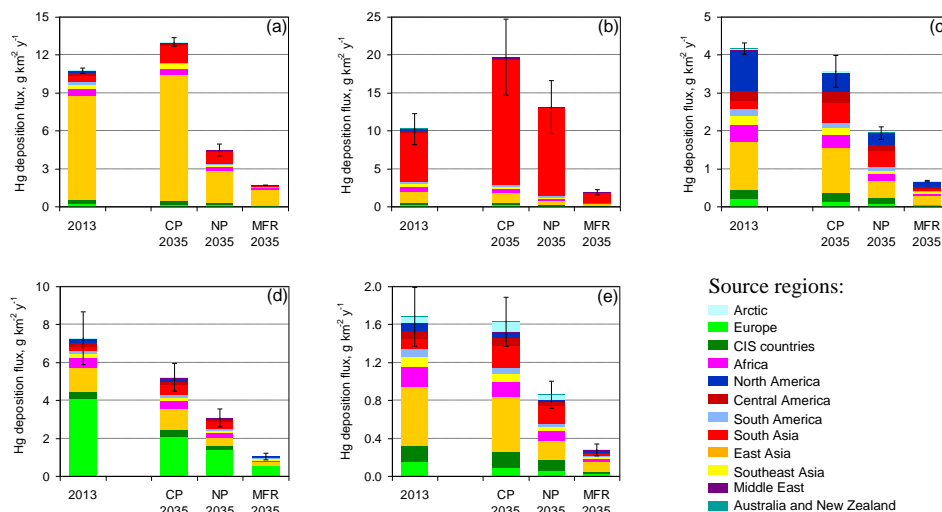 (a)
Hg deposition flux, g km-2 y-1
15
12
9
6
3
0
2013
CP 2035
NP 2035
MFR 2035
(b)
Hg deposition flux, g km-2 y-1
25
20
15
10
5
0
2013
CP 2035
NP 2035
MFR 2035
(c
Hg deposition flux, g km-2 y-1
5
4
3
2
1
0
2013
CP 2035
NP 2035
MFR 2035
(d)
Hg deposition flux, g km-2 y-1
10
8
6
4
2
0
2013
CP 2035
NP 2035
MFR 2035
(e)
Hg deposition flux, g km-2 y-1
2.0
1.6
1.2
0.8
0.4
0.0
2013
CP 2035
NP 2035
MFR 2035
Source regions:
Arctic
Europe
CIS countries
Africa
North America
Central America
South America
South Asia
East Asia
Southeast Asia
Middle East
Australia and New Zealand